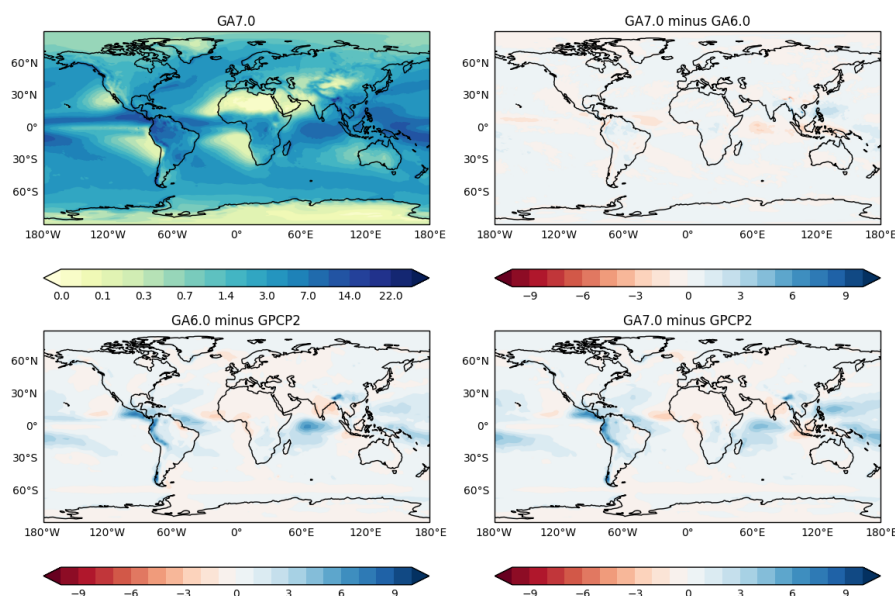 GA7.0
60°N
30°N
0°
30°S
60°S
180°W 120°W 60°W 0° 60°E 120°E 180°E
0.0 0.1 0.3 0.7 1.4 3.0 7.0 14.0 22.0
GA7.0 minus GA6.0
60°N
30°N
0°
30°S
60°S
180°W 120°W 60°W 0° 60°E 120°E 180°E
−9 −6 −3 0 3 6 9
GA6.0 minus GPCP2
60°N
30°N
0°
30°S
60°S
180°W 120°W 60°W 0° 60°E 120°E 180°E
−9 −6 −3 0 3 6 9
GA7.0 minus GPCP2
60°N
30°N
0°
30°S
60°S
180°W 120°W 60°W 0° 60°E 120°E 180°E
−9 −6 −3 0 3 6 9